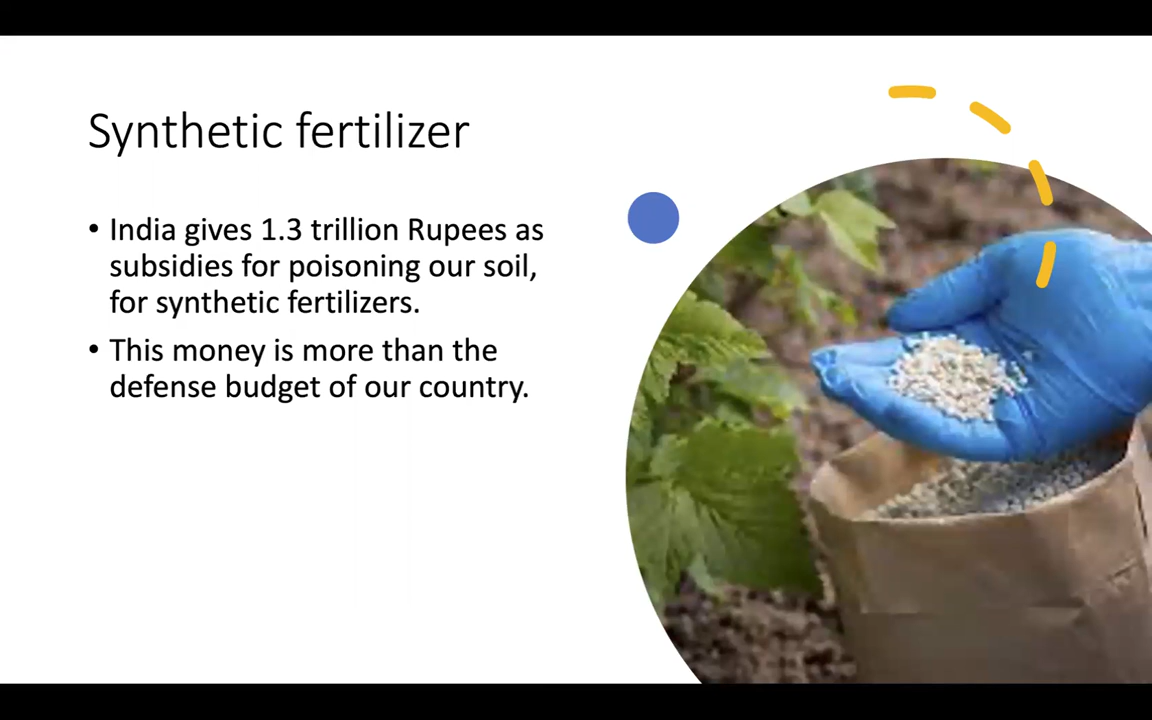 Synthetic fertilizer
• India gives 1.3 trillion Rupees as
subsidies for poisoning our soil,
for synthetic fertilizers.
• This money is more than the
defense budget of our country.